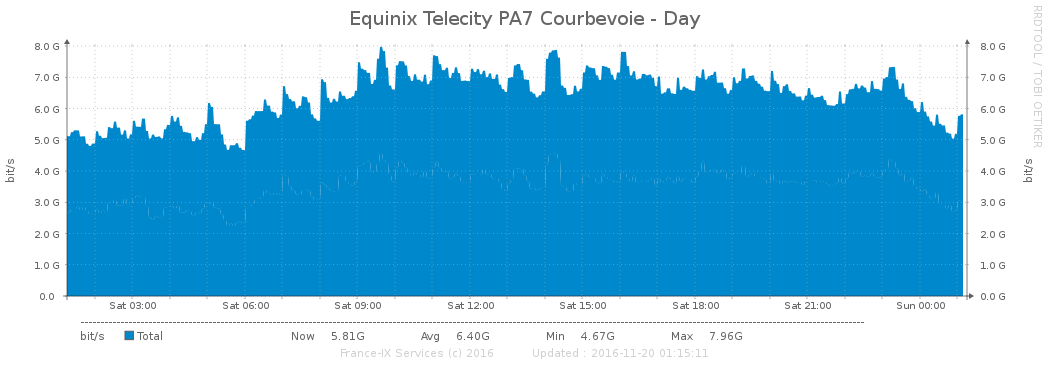 Equinix Telecity PA7 Courbevoie - Day
RRDTOOL / TOBI OETIKER
bit/s
8.0 G 8.0 G
7.0 G 7.0 G
6.0 G 6.0 G
5.0 G 5.0 G
4.0 G 4.0 G
3.0 G 3.0 G
2.0 G 2.0 G
1.0 G 1.0 G
0.0 0.0 G
bit/s
Sat 03:00 Sat 06:00 Sat 09:00 Sat 12:00 Sat 15:00 Sat 18:00 Sat 21:00 Sun 00:00
bit/s Total Now 5.81G Avg 6.40G Min 4.67G Max 7.96G
France-IX Services (c) 2016 Updated : 2016-11-20 01:15:11